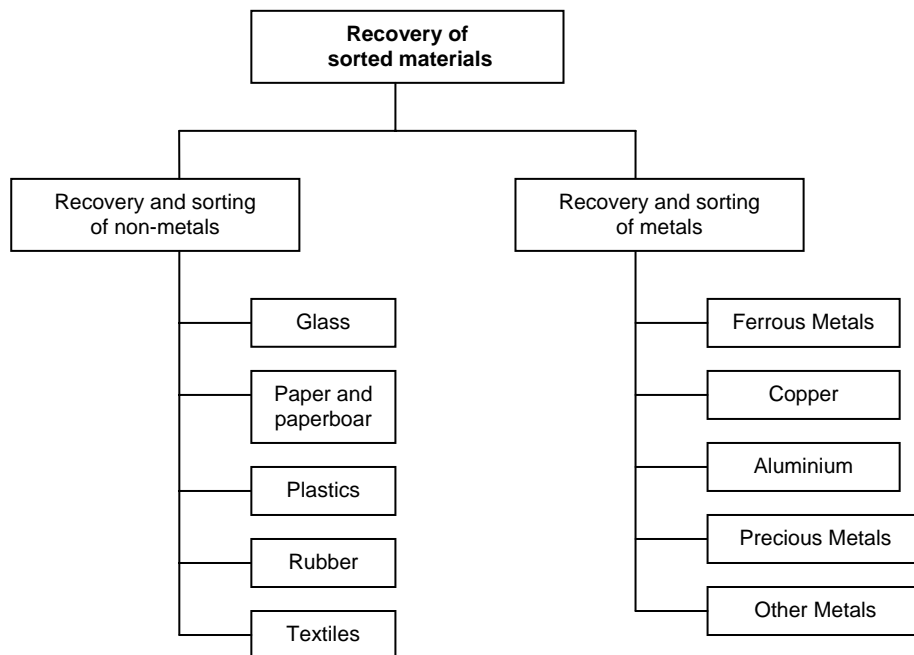 Recovery of
sorted materials
Recovery and sorting
of non-metals
Glass
Paper and
paperboar
Plastics
Rubber
Textiles
Recovery and sorting
of metals
Ferrous Metals
Copper
Aluminium
Precious Metals
Other Metals